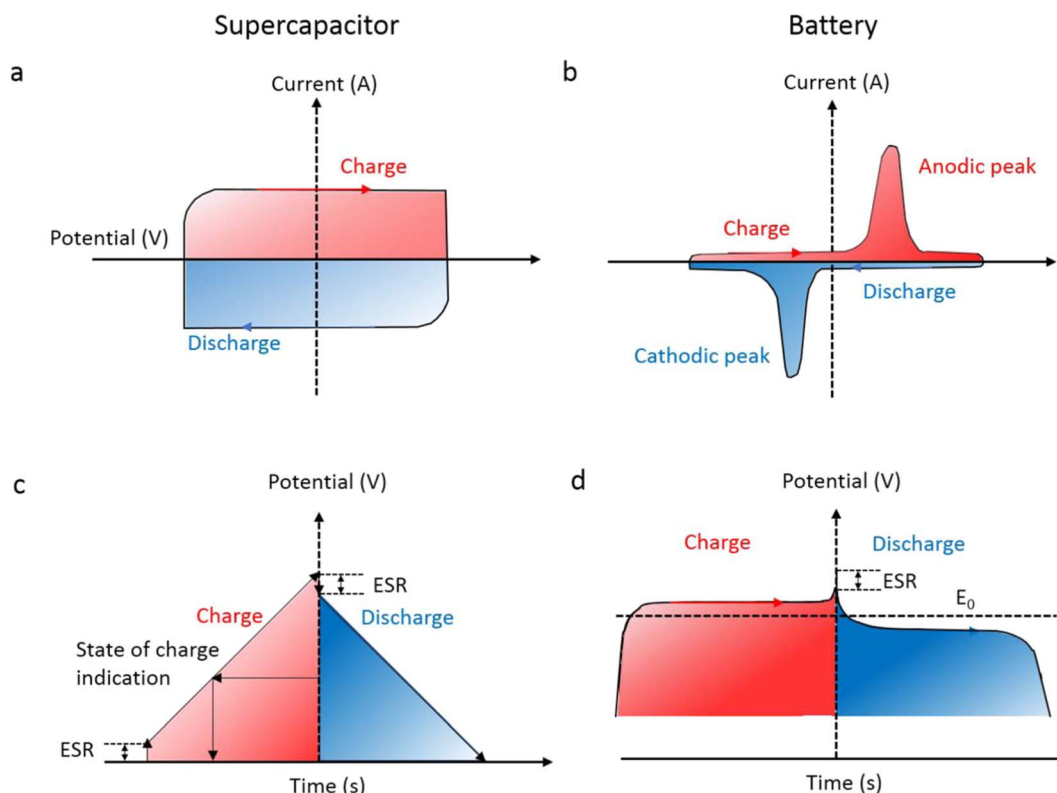 Supercapacitor
Battery
a
Current (A)
Charge
Potential (V)
Discharge
b
Current (A)
Anodic peak
Charge
Discharge
Cathodic peak
c
Potential (V)
ESR
Charge
Discharge
State of charge
indication
ESR
Time (s)
d
Potential (V)
Charge
Discharge
ESR
E₀
Time (s)